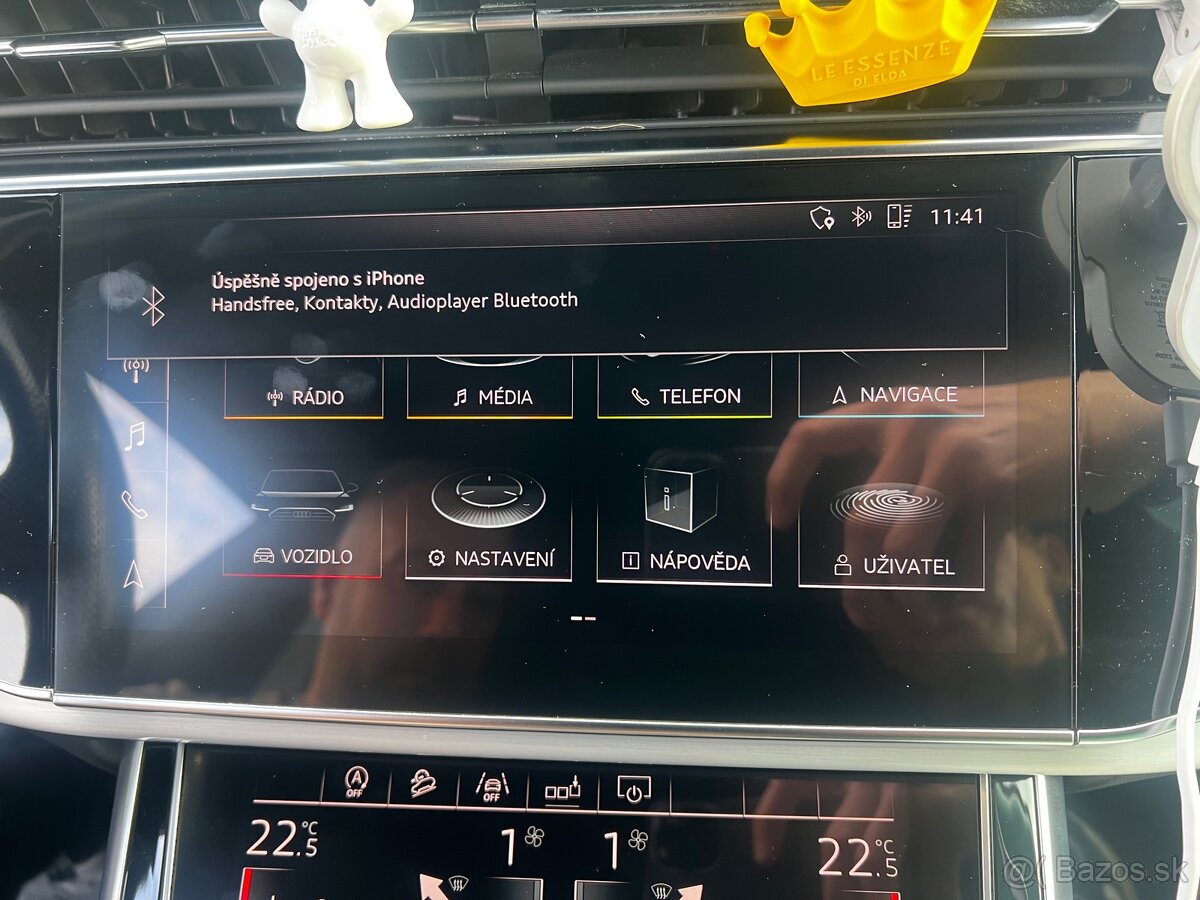 LE ESSENZE
DI ELDA
11:41
Úspěšně spojeno s iPhone
Handsfree, Kontakty, Audioplayer Bluetooth
RÁDIO
MÉDIA
TELEFON
NAVIGACE
VOZIDLO
NASTAVENÍ
NÁPOVĚDA
UŽIVATEL
A
OFF
OFF
22.5 °C
1
1
22.5 °C
Bazos.sk